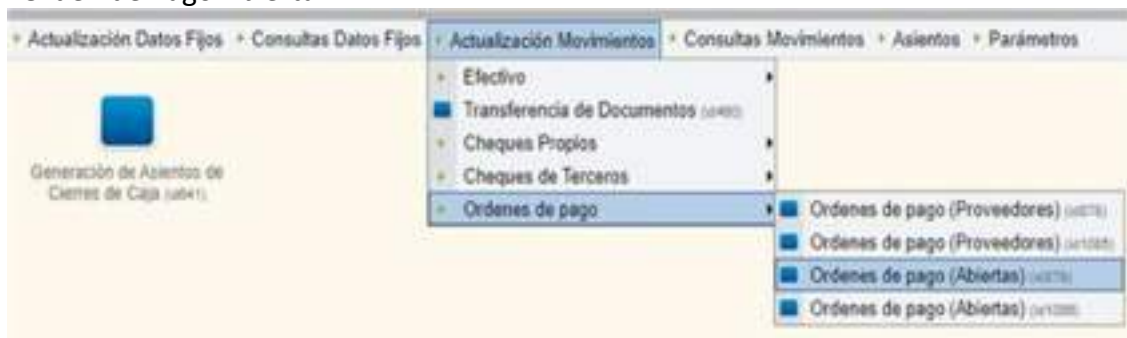 Actualización Datos Fijos Consultas Datos Fijos Actualización Movimientos Consultas Movimientos Asientos Parámetros
Efectivo
Transferencia de Documentos
Cheques Propios
Cheques de Terceros
Ordenes de pago
Generación de Asientos de
Cierres de Caja
Ordenes de pago (Proveedores)
Ordenes de pago (Proveedores)
Ordenes de pago (Abiertas)
Ordenes de pago (Abiertas)